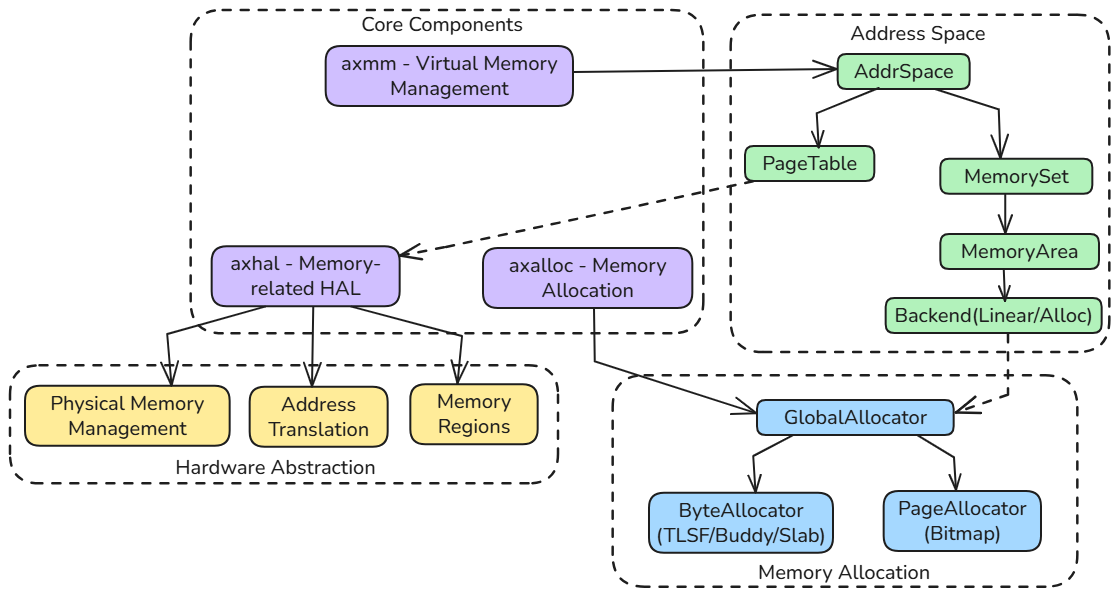 Core Components
axmm - Virtual Memory
Management
Address Space
AddrSpace
PageTable
MemorySet
MemoryArea
Backend(Linear/Alloc)
axhal - Memory-
related HAL
axalloc - Memory
Allocation
Physical Memory
Management
Address
Translation
Memory
Regions
Hardware Abstraction
GlobalAllocator
ByteAllocator
(TLSF/Buddy/Slab)
PageAllocator
(Bitmap)
Memory Allocation